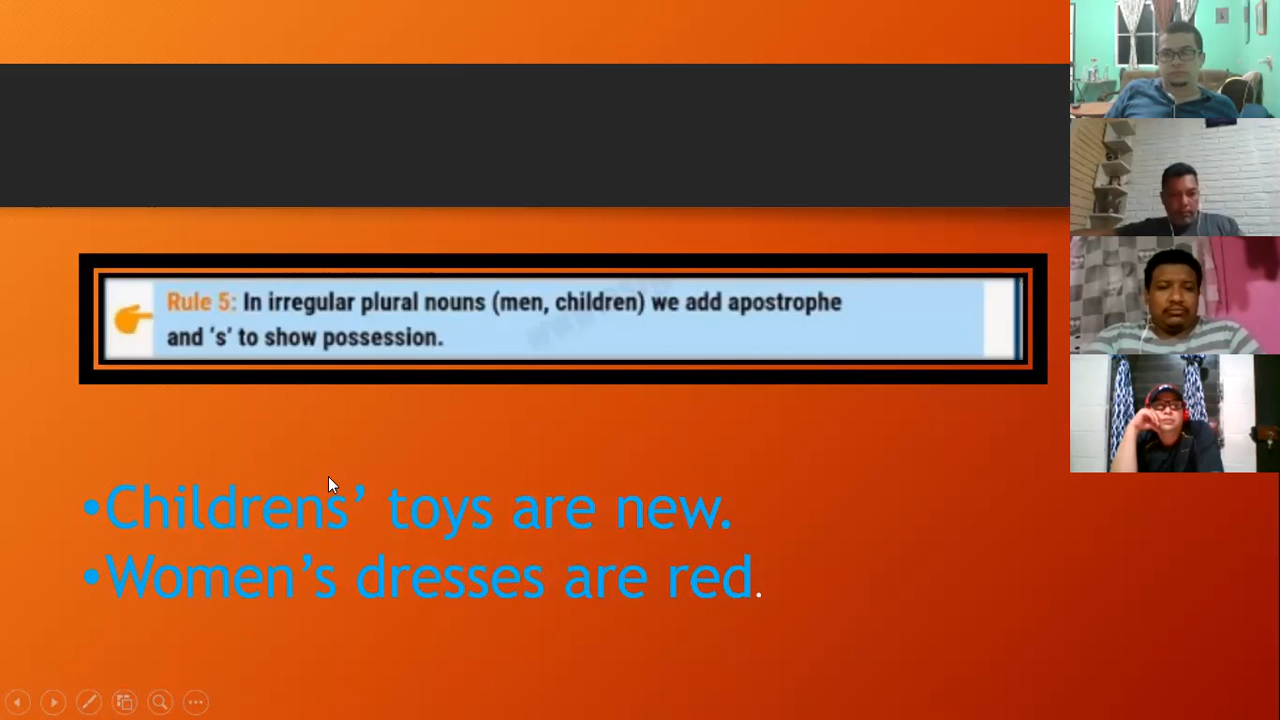 Rule 5: In irregular plural nouns (men, children) we add apostrophe
and ‘s’ to show possession.
•Childrens’ toys are new.
•Women’s dresses are red.